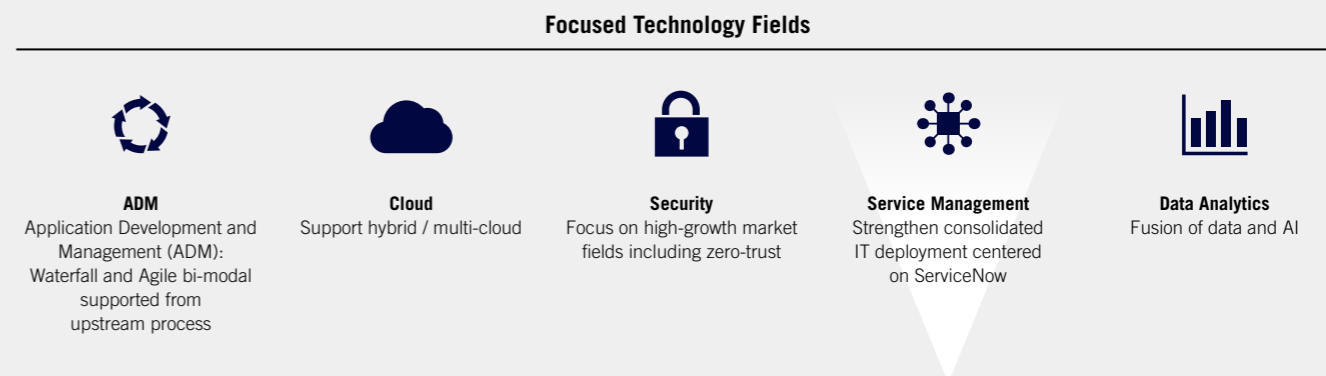 Focused Technology Fields
ADM
Application Development and
Management (ADM):
Waterfall and Agile bi-modal
supported from
upstream process
Cloud
Support hybrid / multi-cloud
Security
Focus on high-growth market
fields including zero-trust
Service Management
Strengthen consolidated
IT deployment centered
on ServiceNow
Data Analytics
Fusion of data and AI